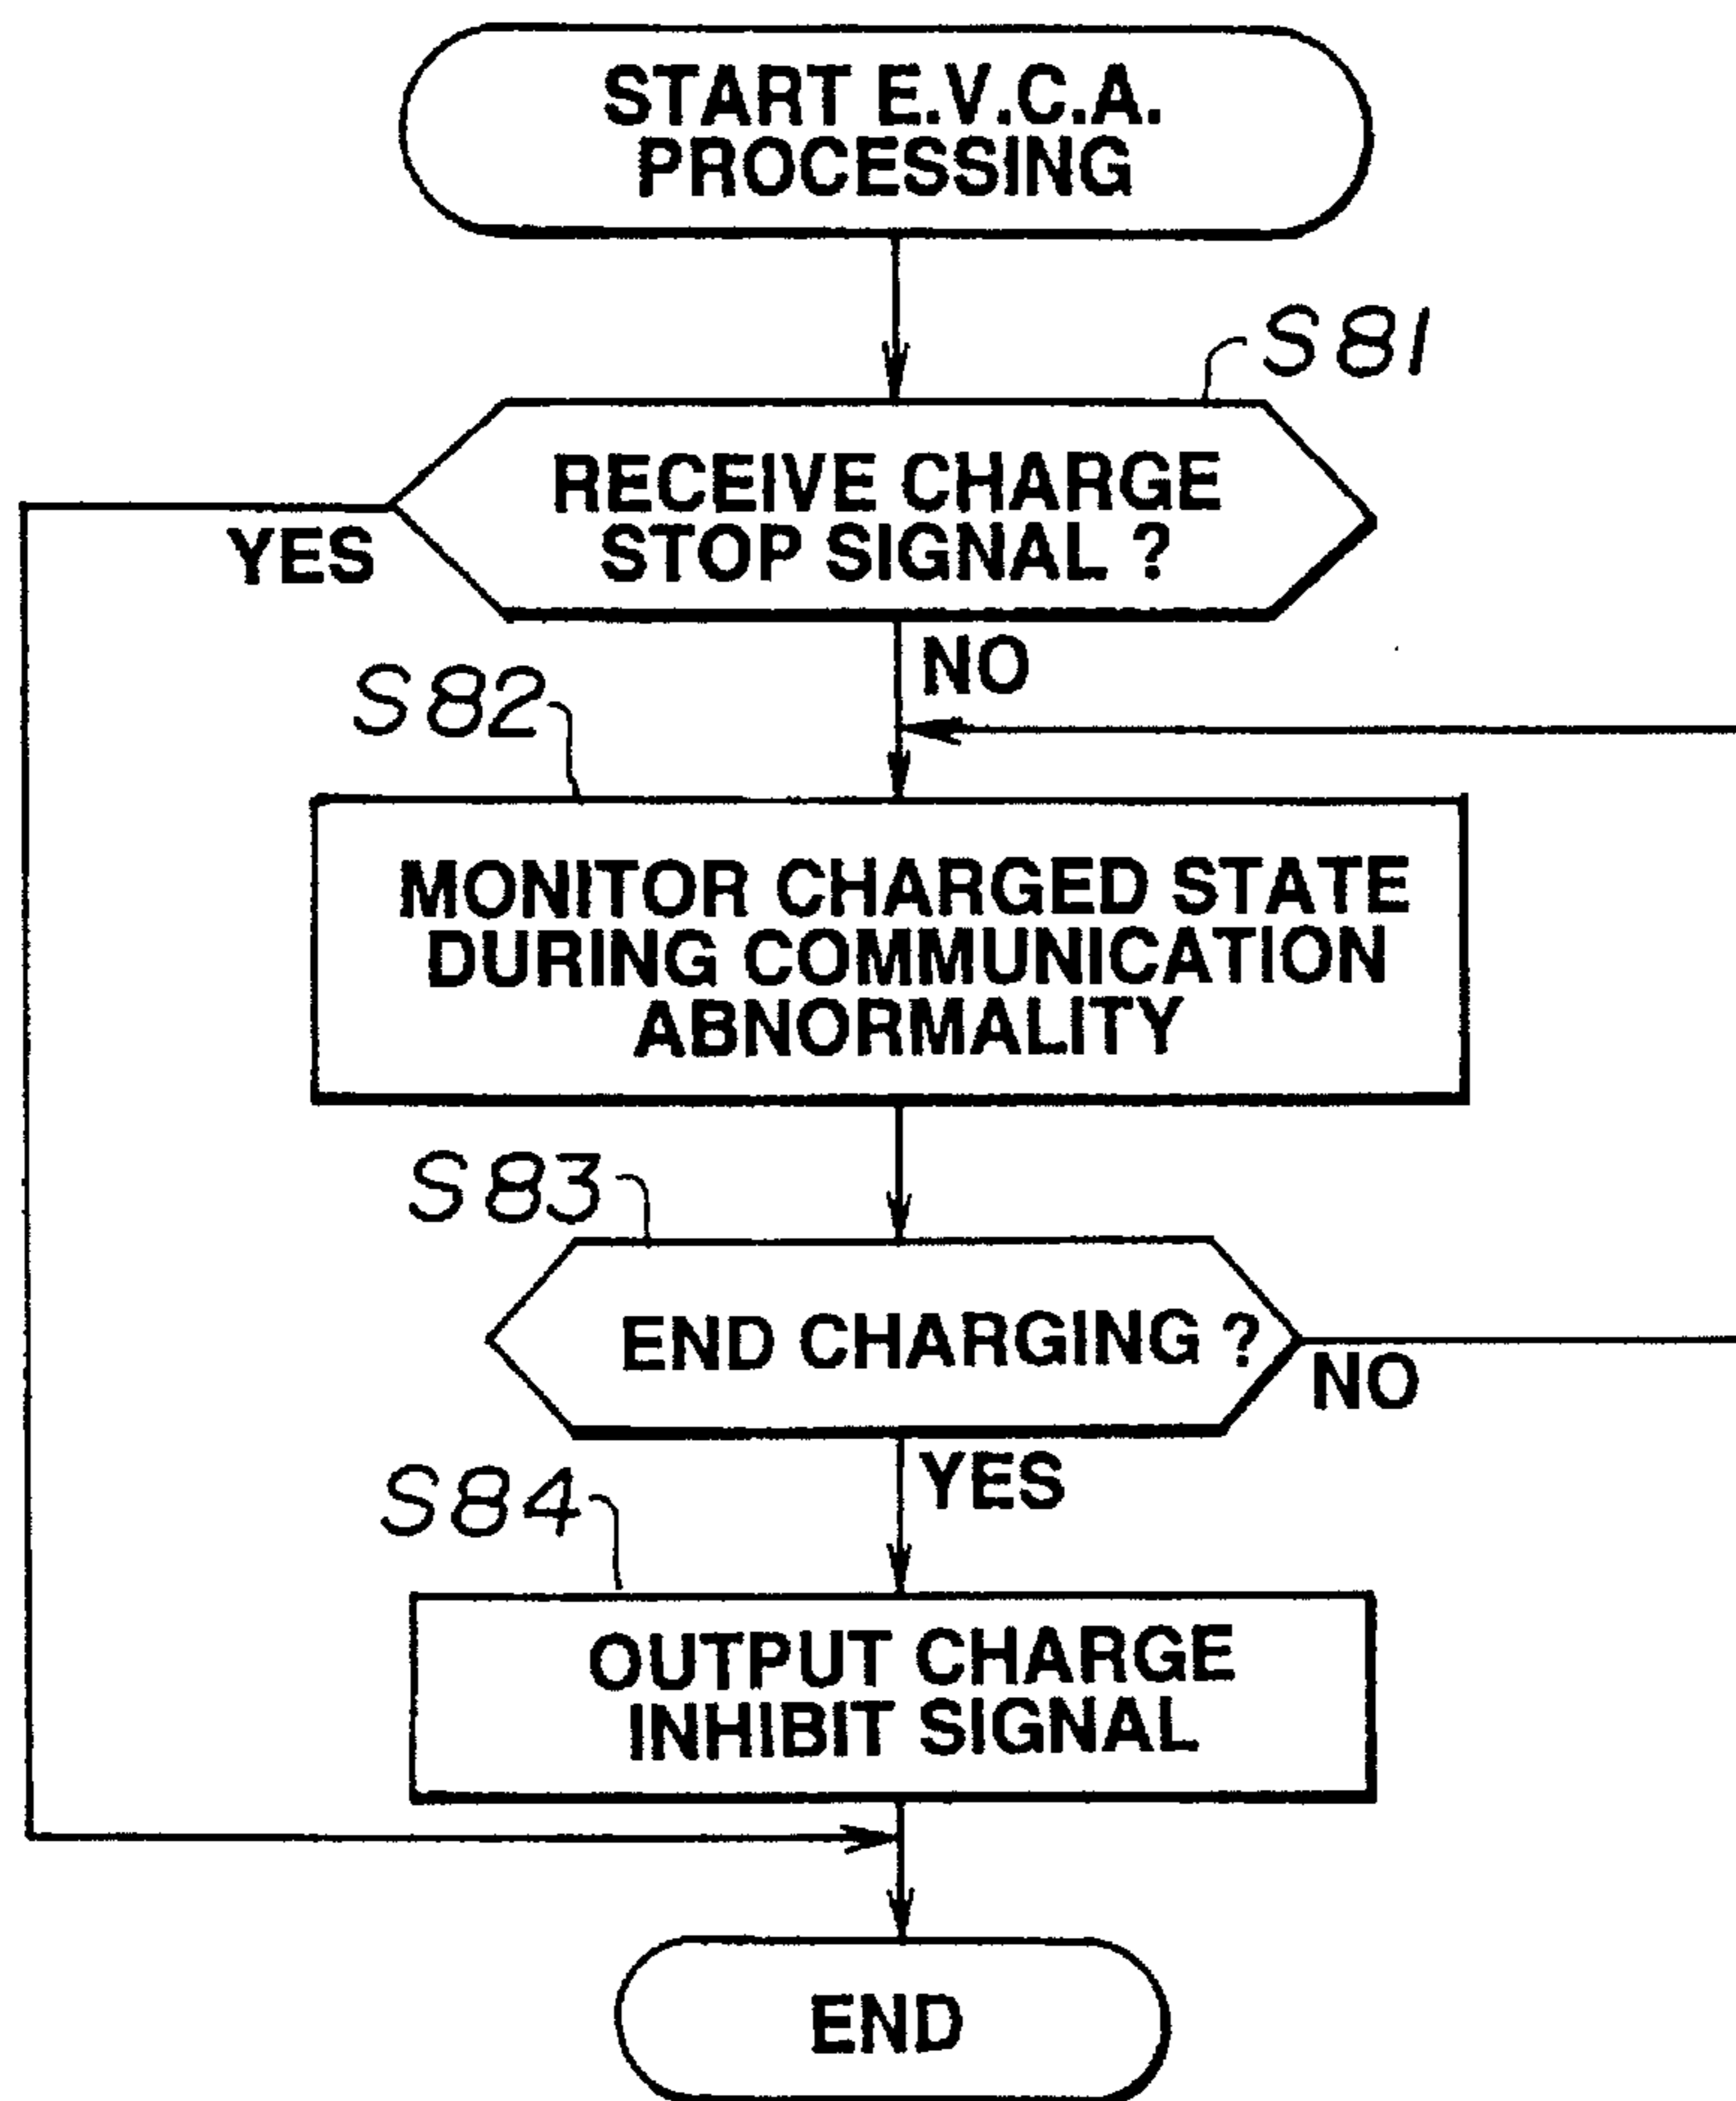 START E.V.C.A.
PROCESSING
S81
RECEIVE CHARGE
STOP SIGNAL ?
YES
NO
S82
MONITOR CHARGED STATE
DURING COMMUNICATION
ABNORMALITY
S83
END CHARGING ?
NO
YES
S84
OUTPUT CHARGE
INHIBIT SIGNAL
END